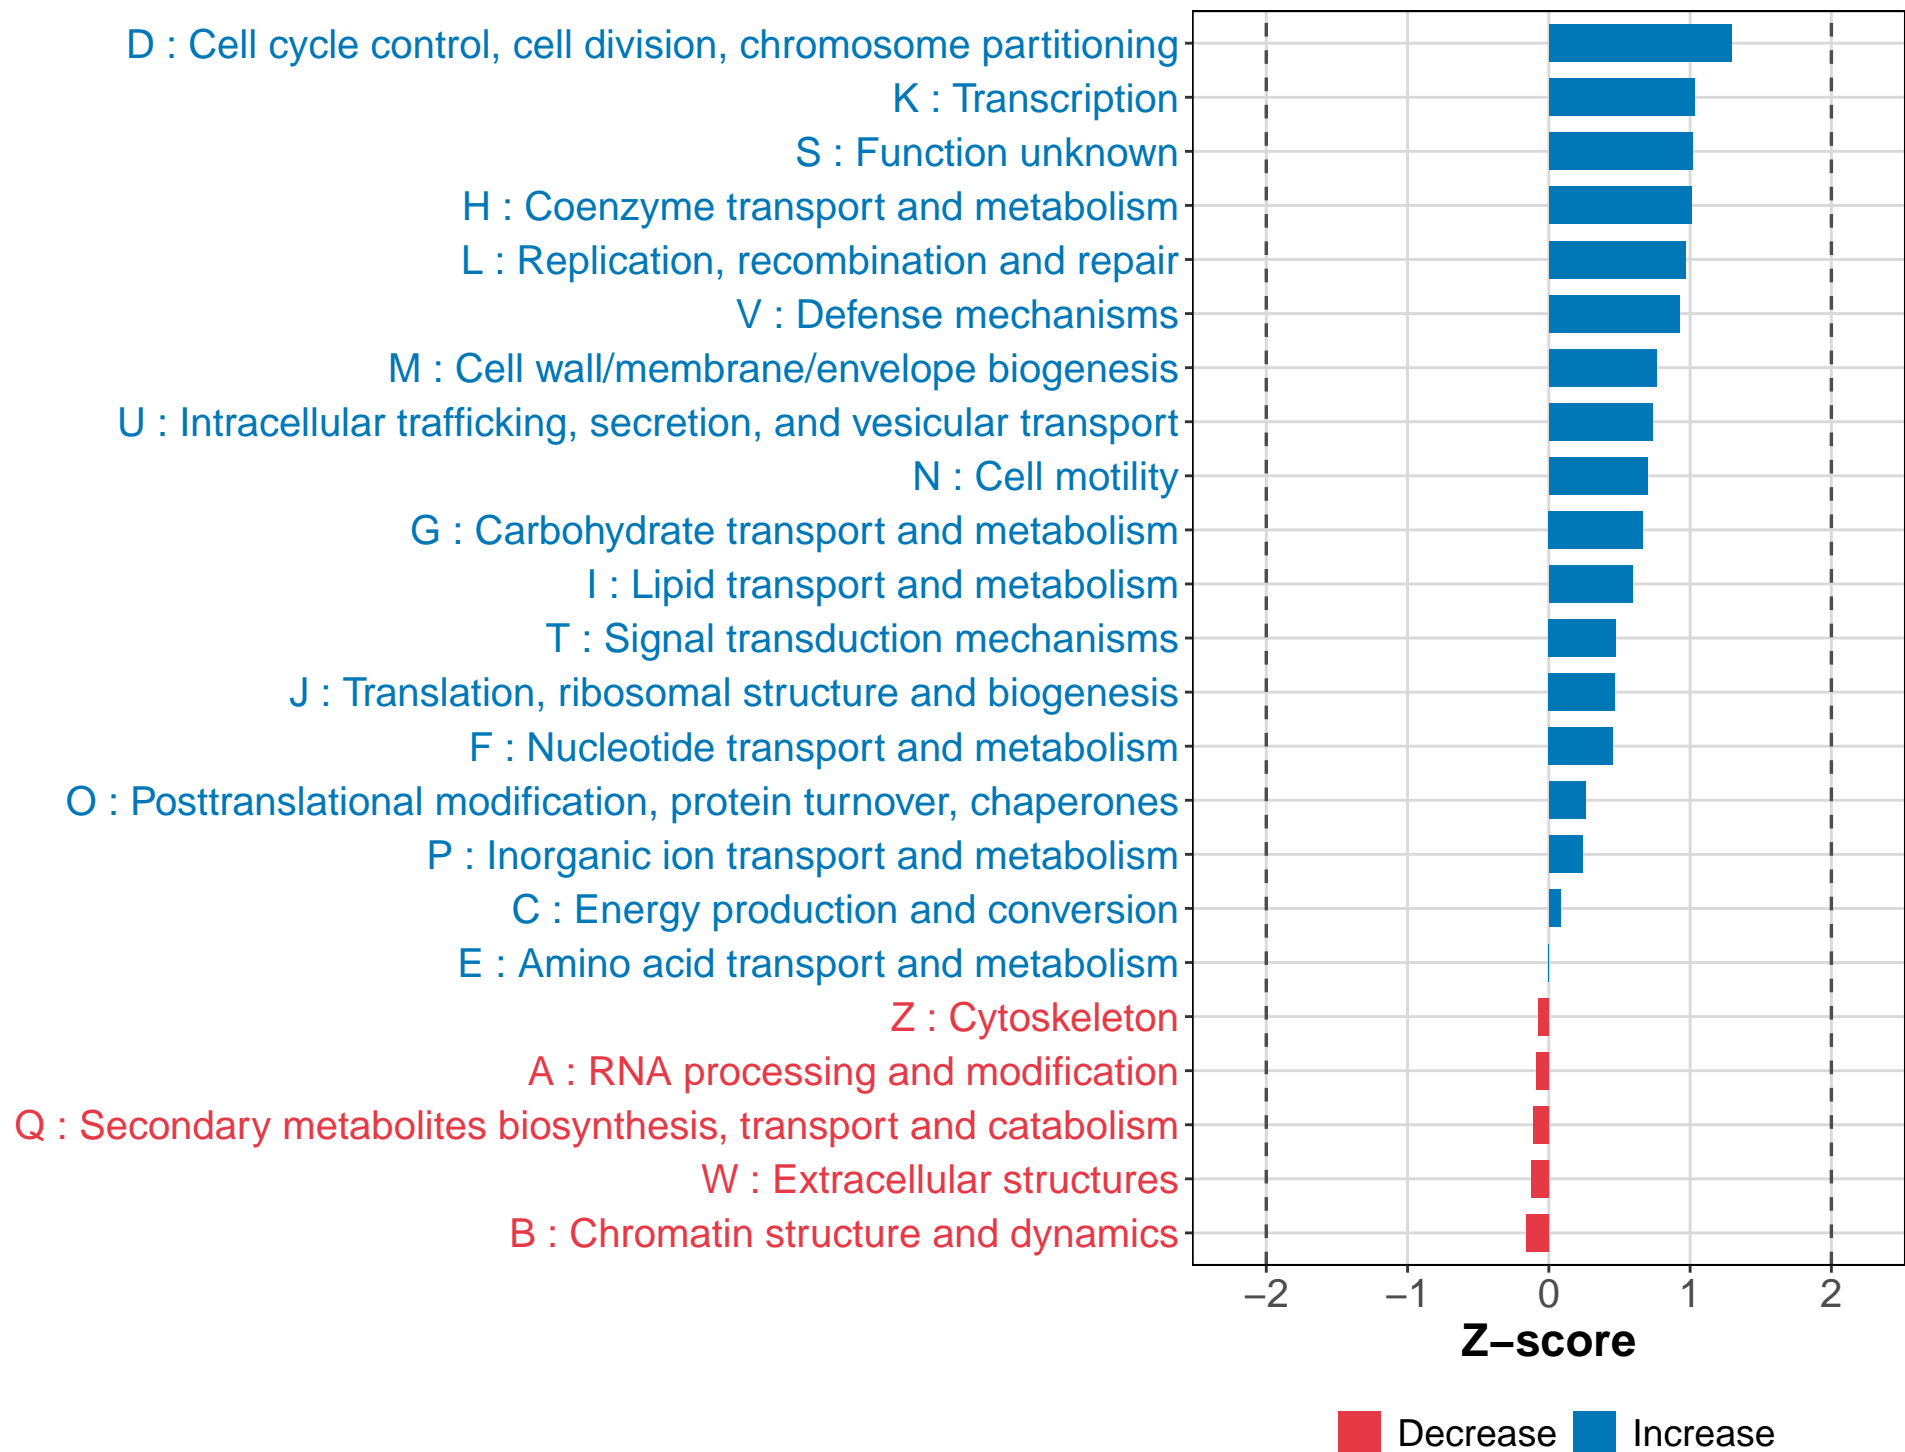 D : Cell cycle control, cell division, chromosome partitioning
K : Transcription
S : Function unknown
H : Coenzyme transport and metabolism
L : Replication, recombination and repair
V : Defense mechanisms
M : Cell wall/membrane/envelope biogenesis
U : Intracellular trafficking, secretion, and vesicular transport
N : Cell motility
G : Carbohydrate transport and metabolism
I : Lipid transport and metabolism
T : Signal transduction mechanisms
J : Translation, ribosomal structure and biogenesis
F : Nucleotide transport and metabolism
O : Posttranslational modification, protein turnover, chaperones
P : Inorganic ion transport and metabolism
C : Energy production and conversion
E : Amino acid transport and metabolism
Z : Cytoskeleton
A : RNA processing and modification
Q : Secondary metabolites biosynthesis, transport and catabolism
W : Extracellular structures
B : Chromatin structure and dynamics
−2 −1 0 1 2
Z−score
Decrease Increase